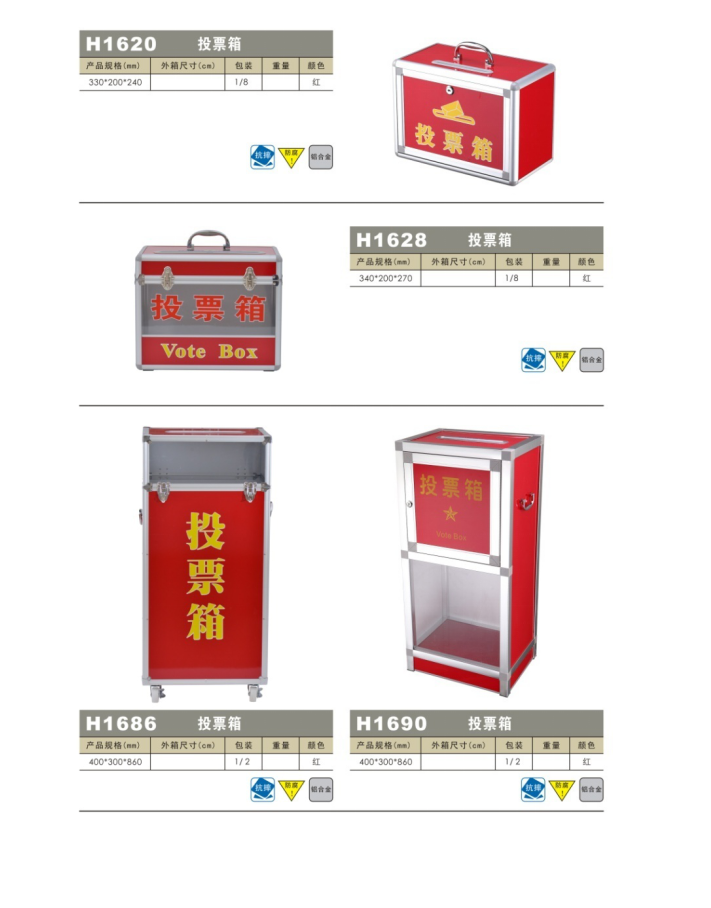 H1620 投票箱
产品规格(mm) 外箱尺寸(cm) 包装 重量 颜色
330*200*240 1/8 红
抗摔 防腐! 铝合金
投票箱
投票箱
Vote Box
H1628 投票箱
产品规格(mm) 外箱尺寸(cm) 包装 重量 颜色
340*200*270 1/8 红
抗摔 防腐! 铝合金
投
票
箱
投票箱
Vote Box
H1686 投票箱
产品规格(mm) 外箱尺寸(cm) 包装 重量 颜色
400*300*860 1/2 红
抗摔 防腐! 铝合金
H1690 投票箱
产品规格(mm) 外箱尺寸(cm) 包装 重量 颜色
400*300*860 1/2 红
抗摔 防腐! 铝合金